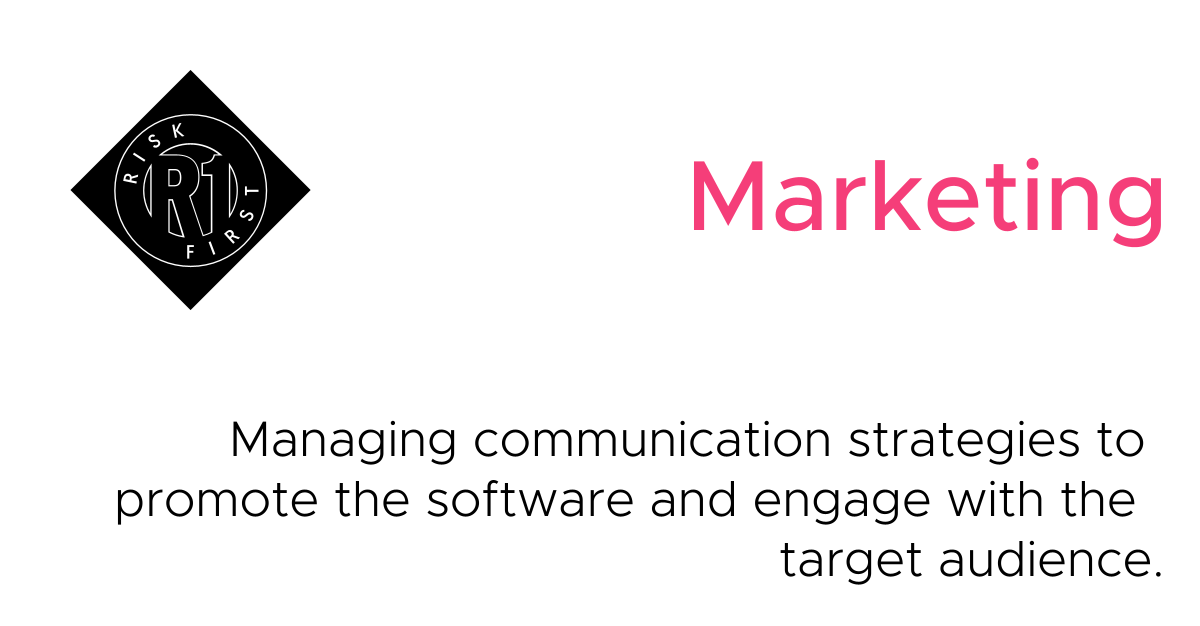 RISK
R1
FIRST
Marketing
Managing communication strategies to
promote the software and engage with the
target audience.